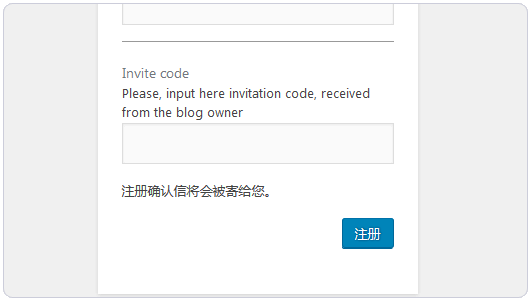 Invite code
Please, input here invitation code, received
from the blog owner
注册确认信将会被寄给您。
注册